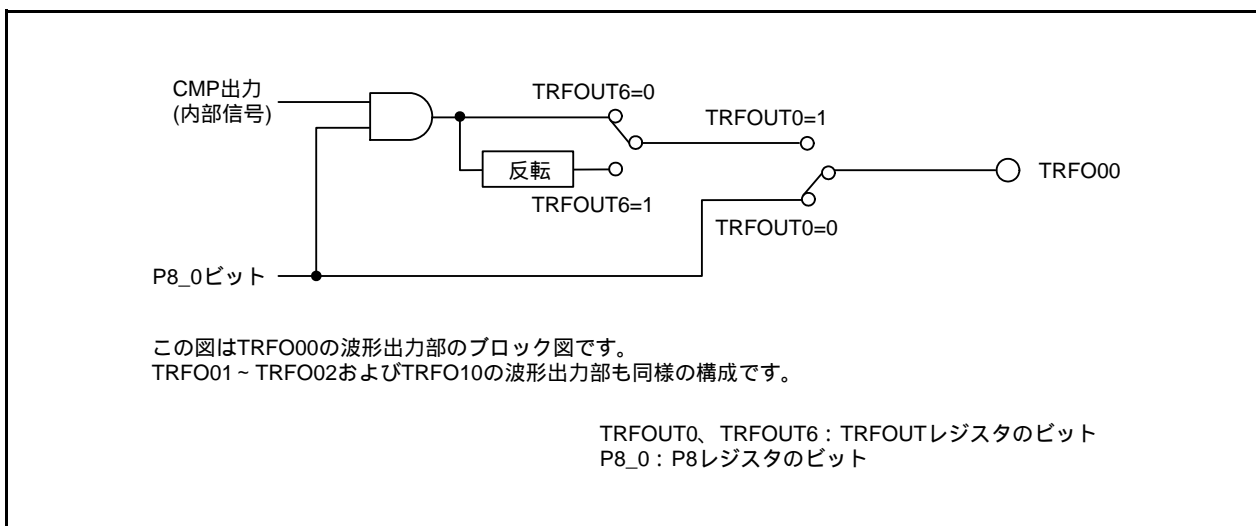 CMP出力
(内部信号)
TRFOUT6=0
TRFOUT0=1
反転
TRFO00
TRFOUT6=1
TRFOUT0=0
P8_0ビット
この図はTRFO00の波形出力部のブロック図です。
TRFO01~TRFO02およびTRFO10の波形出力部も同様の構成です。
TRFOUT0、TRFOUT6:TRFOUTレジスタのビット
P8_0:P8レジスタのビット